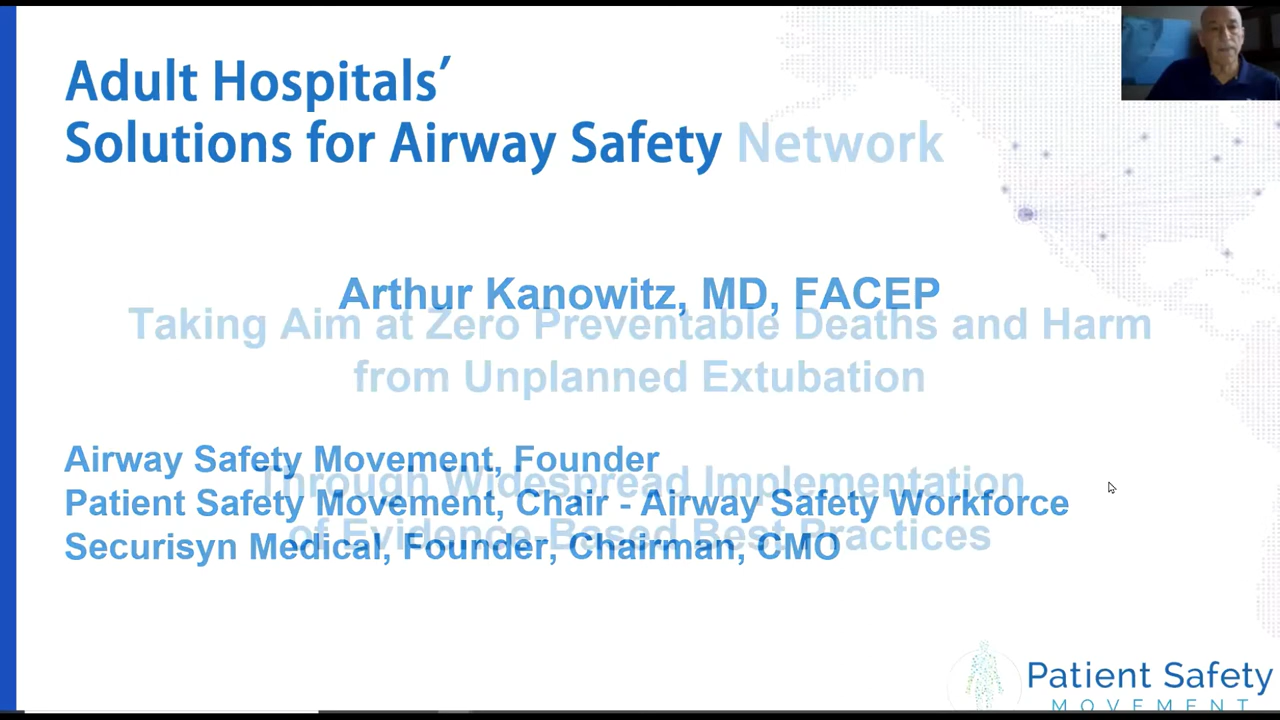 Adult Hospitals’
Solutions for Airway Safety Network
Arthur Kanowitz, MD, FACEP
Taking Aim at Zero Preventable Deaths and Harm
from Unplanned Extubation
Airway Safety Movement, Founder
Through Widespread Implementation
Patient Safety Movement, Chair - Airway Safety Workforce
of Evidence-Based Best Practices
Securisyn Medical, Founder, Chairman, CMO
Patient Safety
MOVEMENT